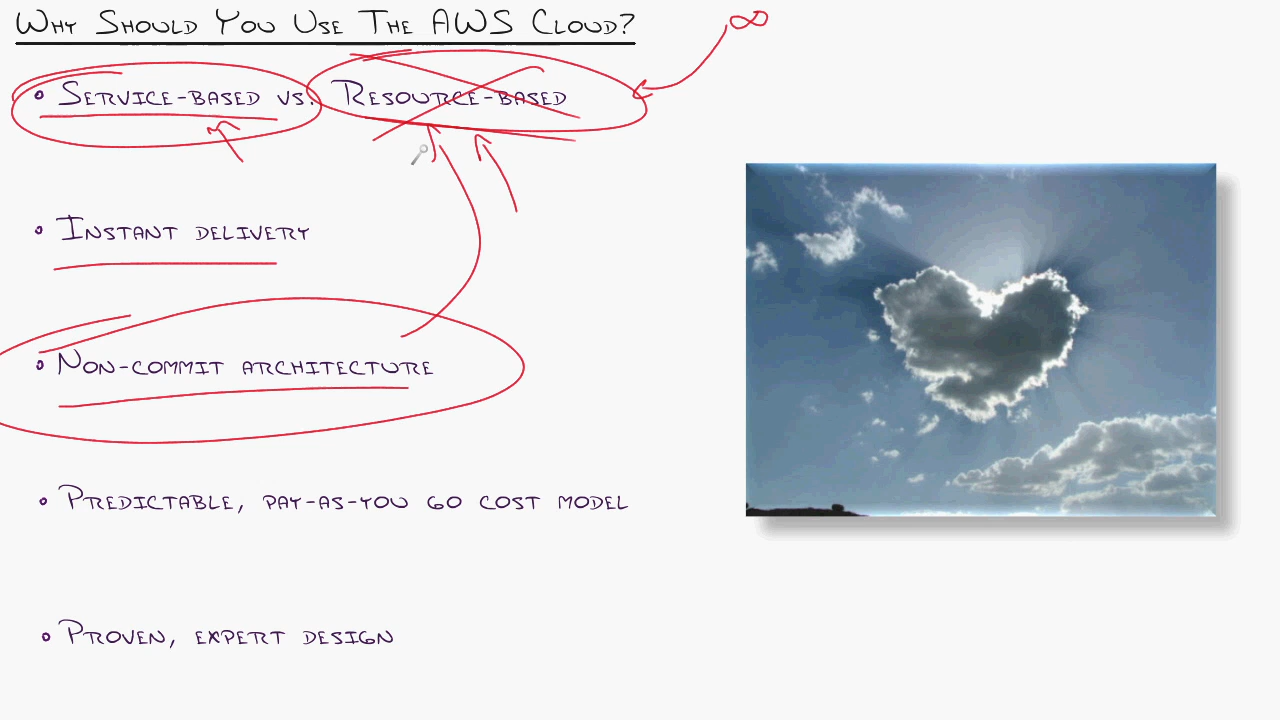 Why Should You Use The AWS Cloud?
∞
Service-based vs. Resource-based
Instant delivery
Non-commit architecture
Predictable, pay-as-you go cost model
Proven, expert design